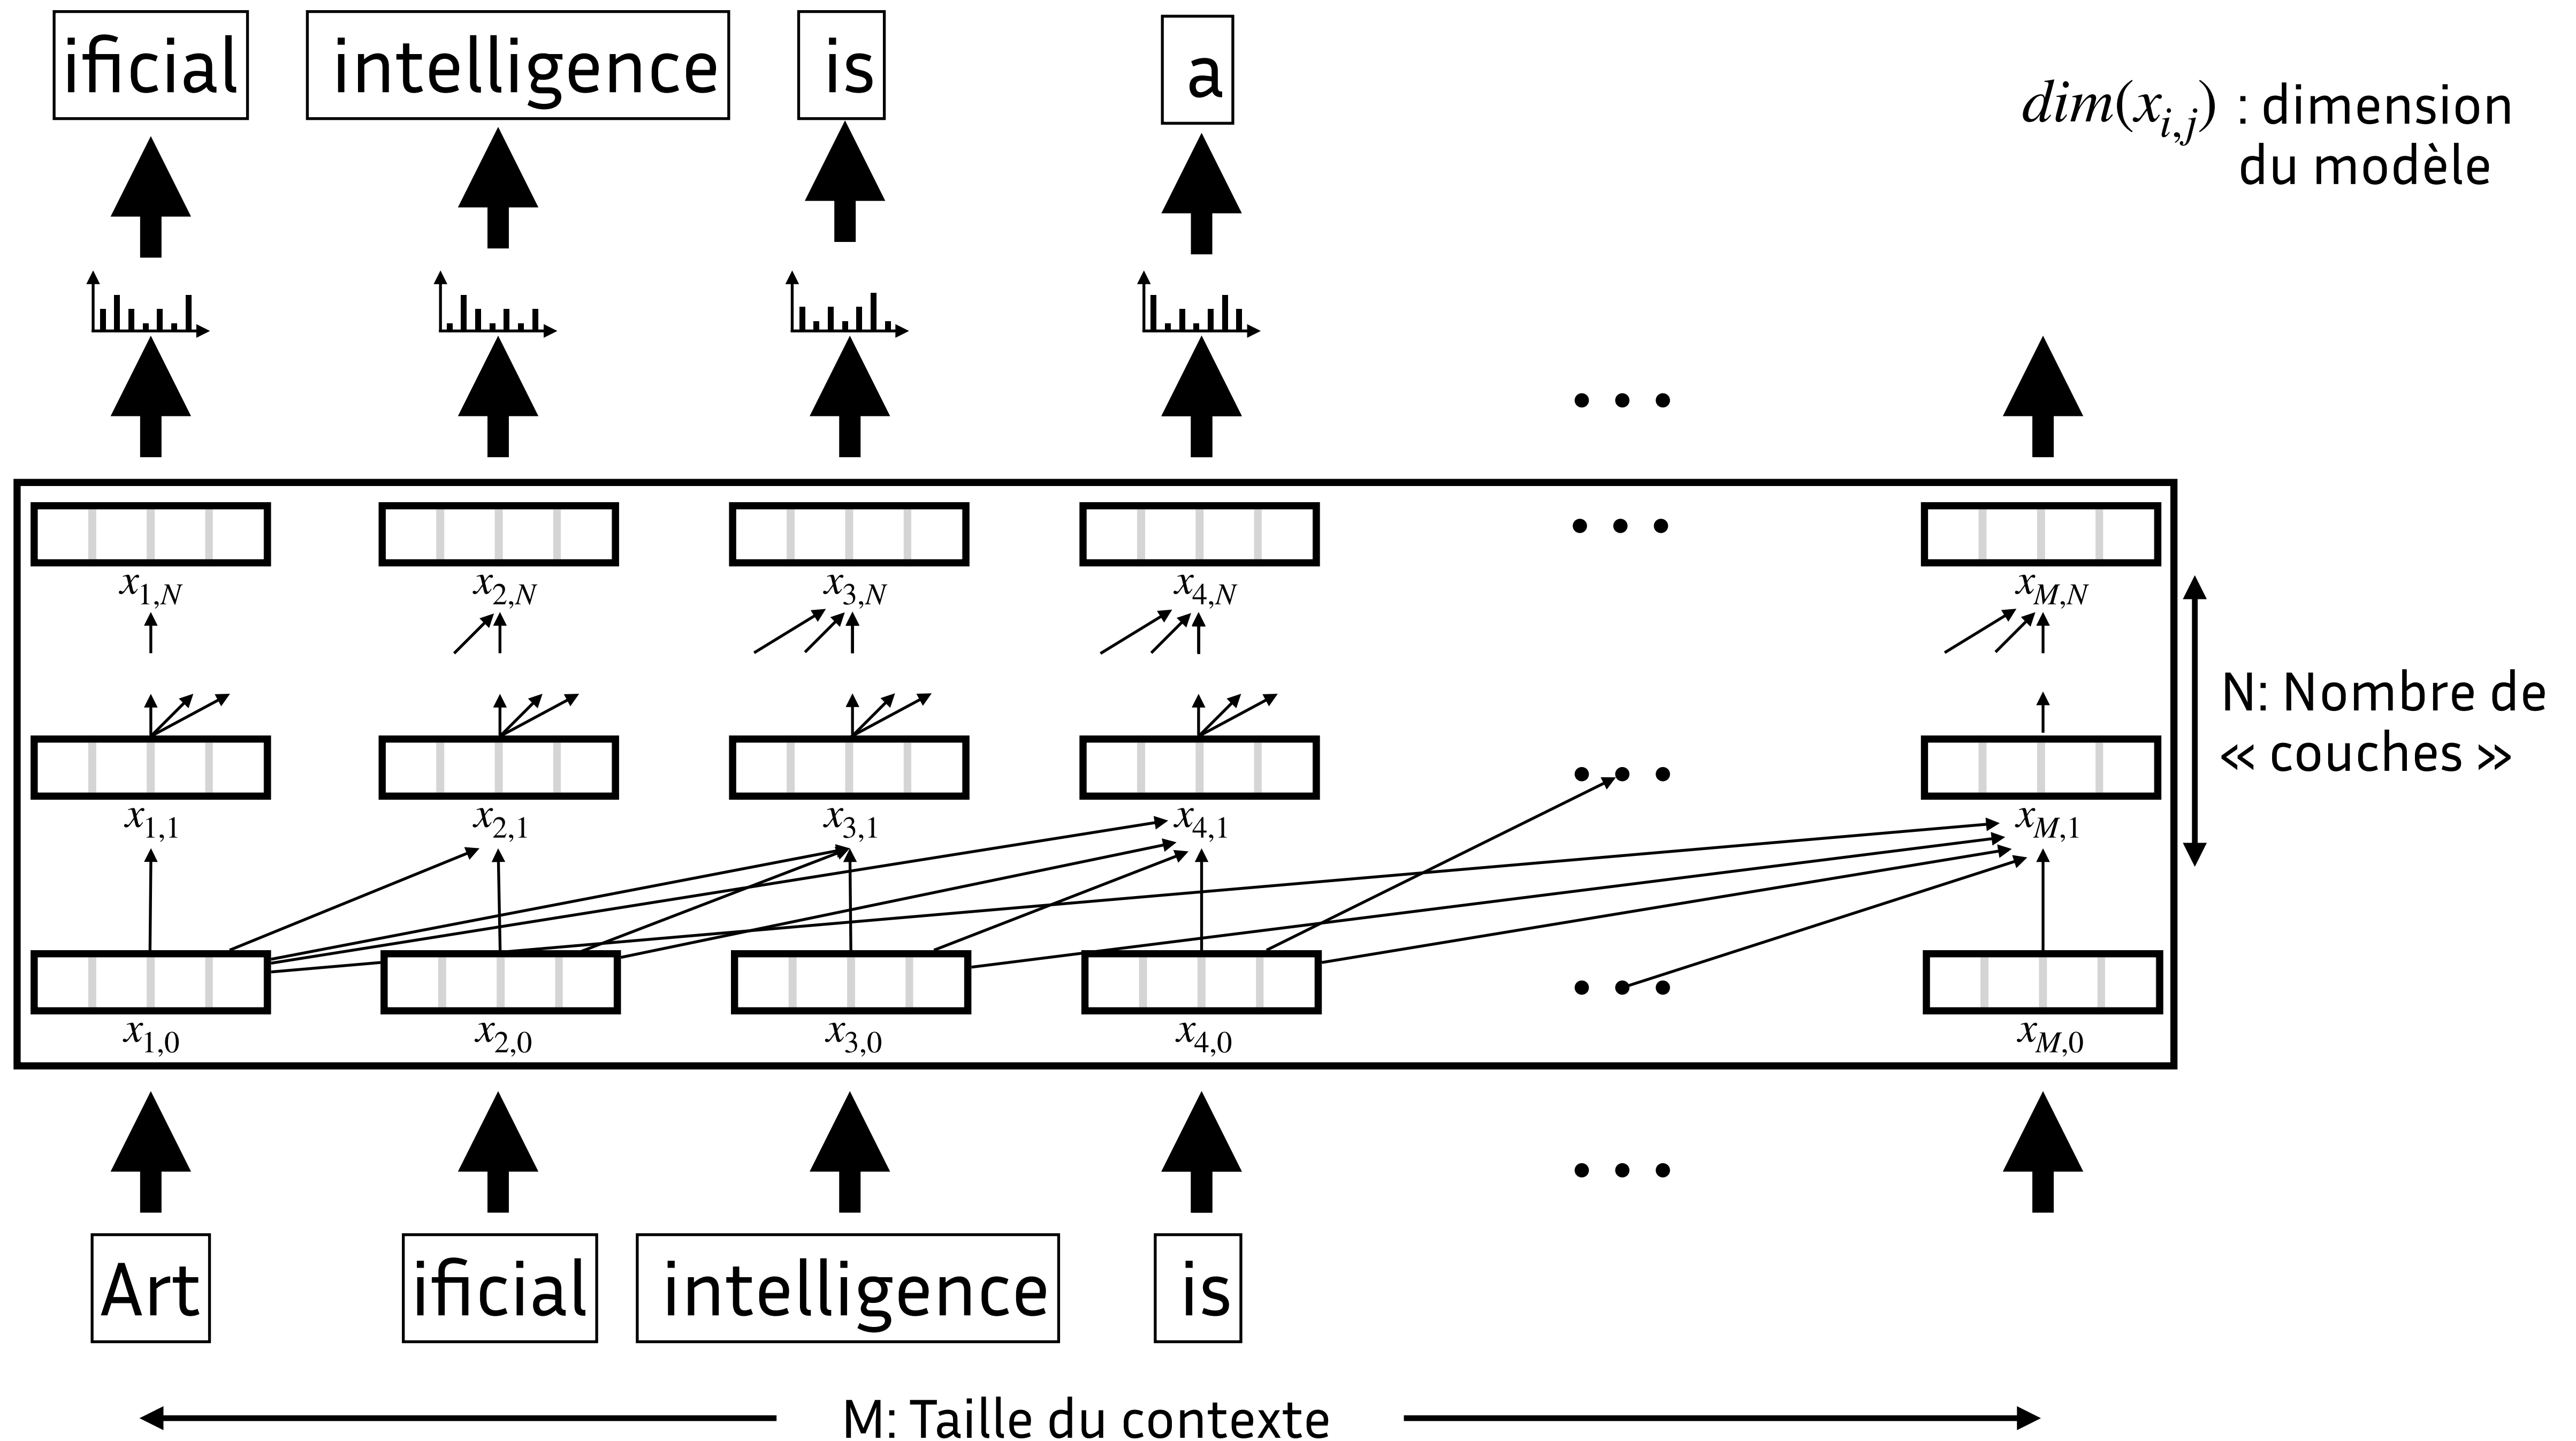 ificial intelligence is a
dim(x_{i,j}) : dimension
du modèle
x_{1,N} x_{2,N} x_{3,N} x_{4,N} x_{M,N}
N: Nombre de
« couches »
x_{1,1} x_{2,1} x_{3,1} x_{4,1} x_{M,1}
x_{1,0} x_{2,0} x_{3,0} x_{4,0} x_{M,0}
Art ificial intelligence is
M: Taille du contexte